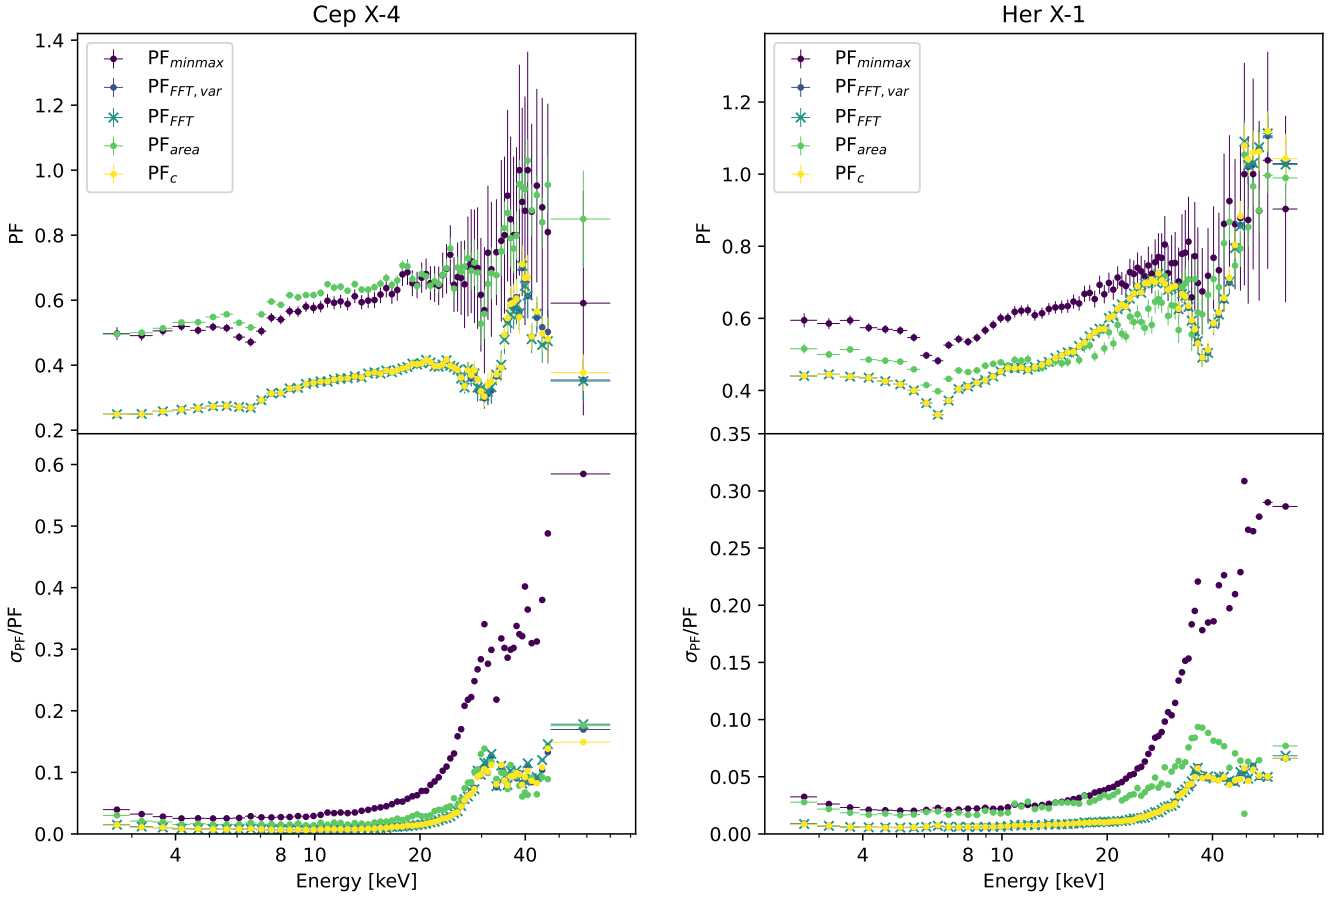 Cep X-4
Her X-1
PF_minmax
PF_FFT,var
PF_FFT
PF_area
PF_c
1.4
1.2
1.0
0.8
0.6
0.4
0.2
PF
PF_minmax
PF_FFT,var
PF_FFT
PF_area
PF_c
1.2
1.0
0.8
0.6
0.4
PF
0.6
0.5
0.4
0.3
0.2
0.1
0.0
σ_PF/PF
4
8
10
20
40
Energy [keV]
0.35
0.30
0.25
0.20
0.15
0.10
0.05
0.00
σ_PF/PF
4
8
10
20
40
Energy [keV]